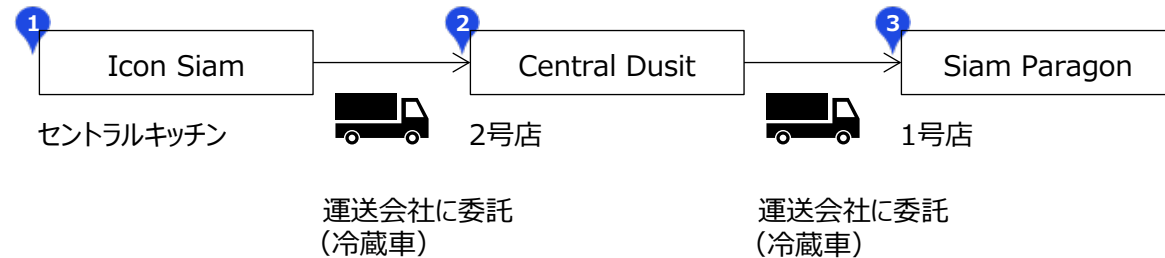 1
2
3
Icon Siam
Central Dusit
Siam Paragon
セントラルキッチン
2号店
1号店
運送会社に委託
(冷蔵車)
運送会社に委託
(冷蔵車)